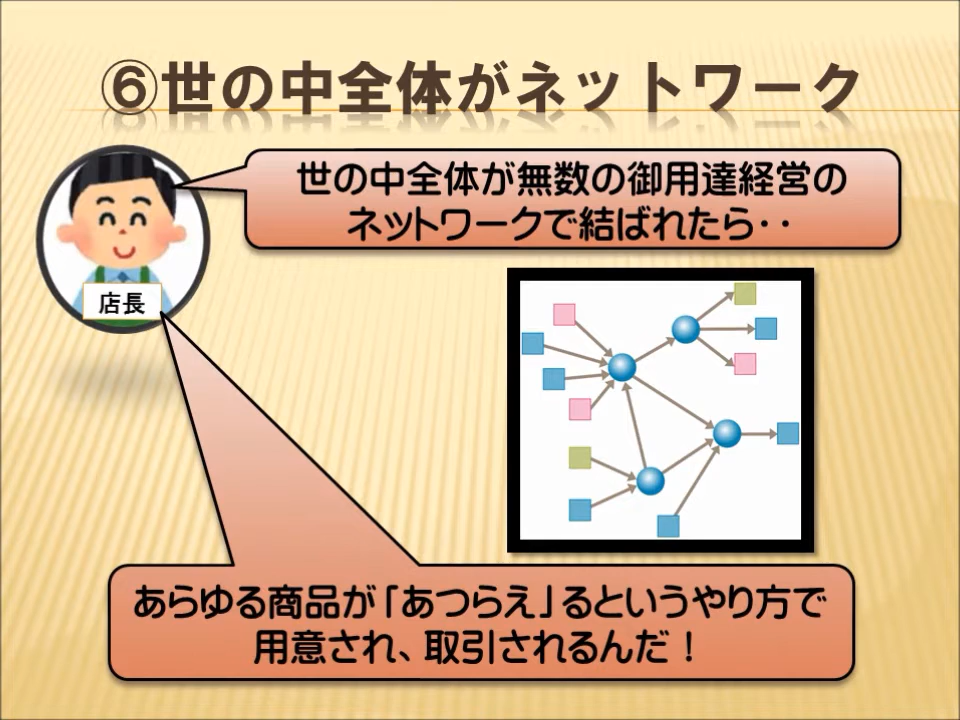 ⑥世の中全体がネットワーク
世の中全体が無数の御用達経営の
ネットワークで結ばれたら‥
店長
あらゆる商品が「あつらえ」るというやり方で
用意され、取引されるんだ！